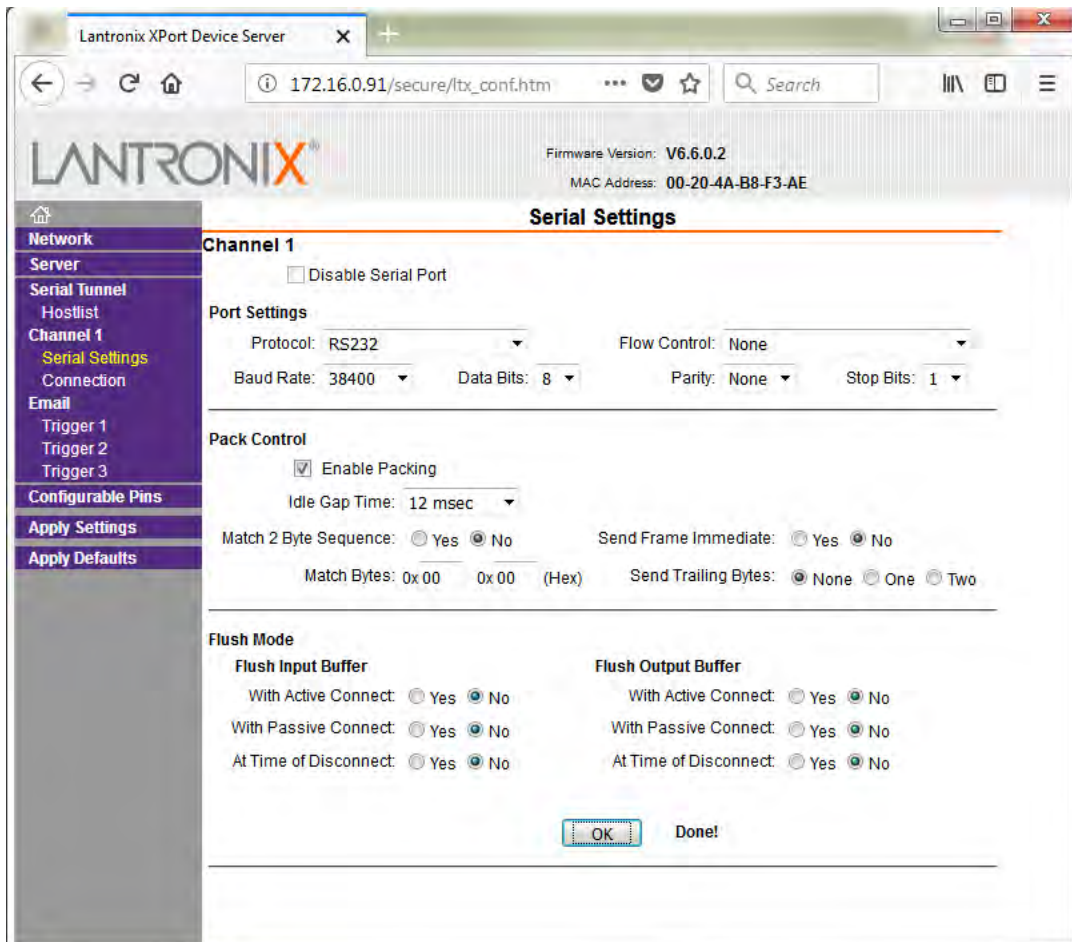 Lantronix XPort Device Server
172.16.0.91/secure/ltx_conf.htm
Search
LANTRONIX®
Firmware Version: V6.6.0.2
MAC Address: 00-20-4A-B8-F3-AE
Network
Server
Serial Tunnel
Hostlist
Channel 1
Serial Settings
Connection
Email
Trigger 1
Trigger 2
Trigger 3
Configurable Pins
Apply Settings
Apply Defaults
Serial Settings
Channel 1
Disable Serial Port
Port Settings
Protocol: RS232 Flow Control: None
Baud Rate: 38400 Data Bits: 8 Parity: None Stop Bits: 1
Pack Control
Enable Packing
Idle Gap Time: 12 msec
Match 2 Byte Sequence: Yes No Send Frame Immediate: Yes No
Match Bytes: 0x 00 0x 00 (Hex) Send Trailing Bytes: None One Two
Flush Mode
Flush Input Buffer Flush Output Buffer
With Active Connect: Yes No With Active Connect: Yes No
With Passive Connect: Yes No With Passive Connect: Yes No
At Time of Disconnect: Yes No At Time of Disconnect: Yes No
OK Done!